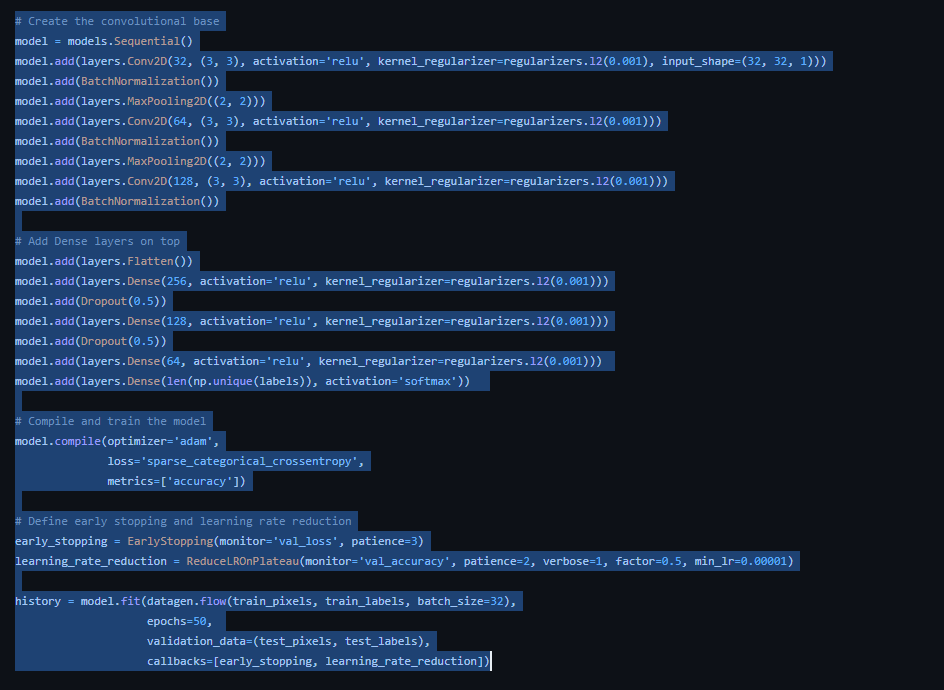 # Create the convolutional base
model = models.Sequential()
model.add(layers.Conv2D(32, (3, 3), activation='relu', kernel_regularizer=regularizers.l2(0.001), input_shape=(32, 32, 1)))
model.add(BatchNormalization())
model.add(layers.MaxPooling2D((2, 2)))
model.add(layers.Conv2D(64, (3, 3), activation='relu', kernel_regularizer=regularizers.l2(0.001)))
model.add(BatchNormalization())
model.add(layers.MaxPooling2D((2, 2)))
model.add(layers.Conv2D(128, (3, 3), activation='relu', kernel_regularizer=regularizers.l2(0.001)))
model.add(BatchNormalization())

# Add Dense layers on top
model.add(layers.Flatten())
model.add(layers.Dense(256, activation='relu', kernel_regularizer=regularizers.l2(0.001)))
model.add(Dropout(0.5))
model.add(layers.Dense(128, activation='relu', kernel_regularizer=regularizers.l2(0.001)))
model.add(Dropout(0.5))
model.add(layers.Dense(64, activation='relu', kernel_regularizer=regularizers.l2(0.001)))
model.add(layers.Dense(len(np.unique(labels)), activation='softmax'))

# Compile and train the model
model.compile(optimizer='adam',
              loss='sparse_categorical_crossentropy',
              metrics=['accuracy'])

# Define early stopping and learning rate reduction
early_stopping = EarlyStopping(monitor='val_loss', patience=3)
learning_rate_reduction = ReduceLROnPlateau(monitor='val_accuracy', patience=2, verbose=1, factor=0.5, min_lr=0.00001)

history = model.fit(datagen.flow(train_pixels, train_labels, batch_size=32),
                    epochs=50,
                    validation_data=(test_pixels, test_labels),
                    callbacks=[early_stopping, learning_rate_reduction])